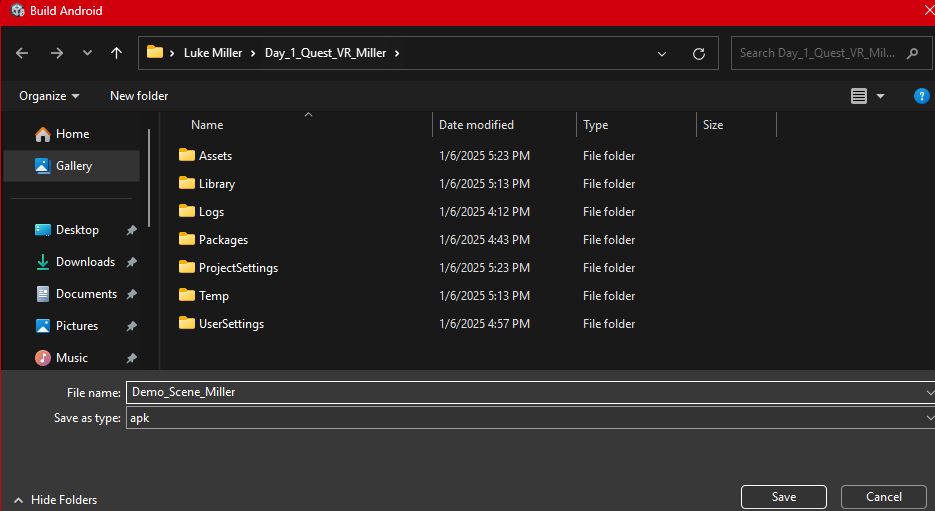 Build Android
Luke Miller > Day_1_Quest_VR_Miller >
Search Day_1_Quest_VR_Mil...
Organize
New folder
?
Name Date modified Type Size
Home
Gallery
Desktop
Downloads
Documents
Pictures
Music
Assets 1/6/2025 5:23 PM File folder
Library 1/6/2025 5:13 PM File folder
Logs 1/6/2025 4:12 PM File folder
Packages 1/6/2025 4:43 PM File folder
ProjectSettings 1/6/2025 5:23 PM File folder
Temp 1/6/2025 5:13 PM File folder
UserSettings 1/6/2025 4:57 PM File folder
File name: Demo_Scene_Miller
Save as type: apk
Hide Folders
Save
Cancel